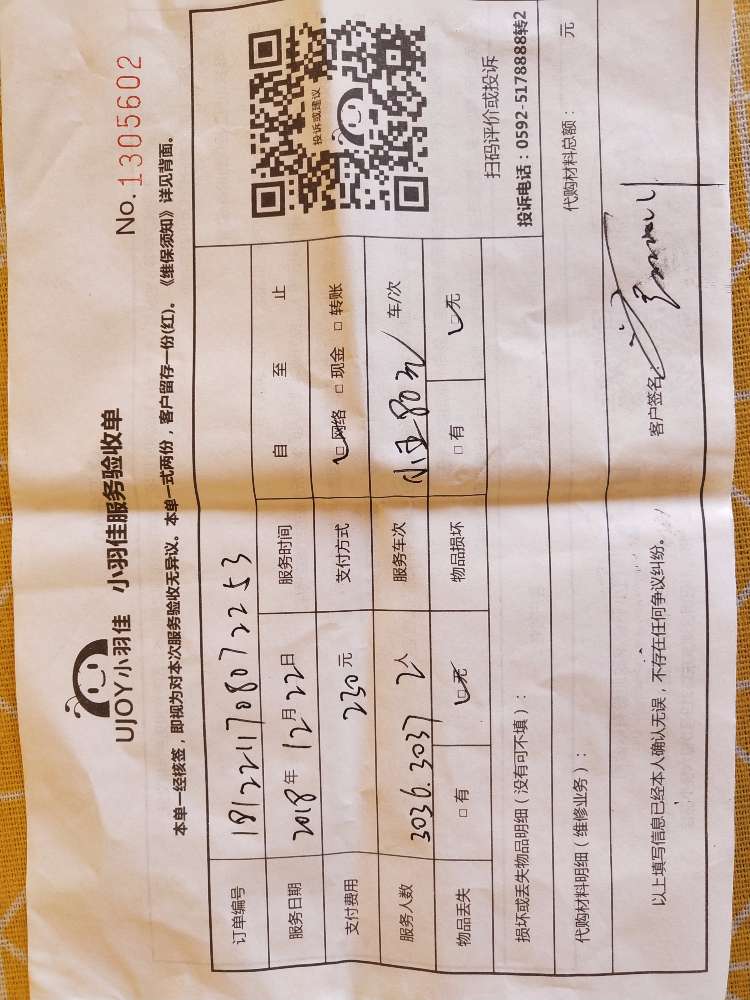 UJOY小羽佳 小羽佳服务验收单
No. 1305602
本单一经核签，即视为对本次服务验收无异议。本单一式两份，客户留存一份(红)。《维保须知》详见背面。
订单编号 181221170807 2253
服务日期 2018年12月22日 服务时间 自 至 止
支付费用 230元 支付方式 ☑网络 □现金 □转账
服务人数 3036.3037 2人 服务车次 小五80元 车/次
物品丢失 □有 ☑无 物品损坏 □有 ☑无
投诉或建议
扫码评价或投诉
投诉电话：0592-5178888转2
损坏或丢失物品明细（没有可不填）：
代购材料明细（维修业务）： 代购材料总额： 元
以上填写信息已经本人确认无误，不存在任何争议纠纷。 客户签名：